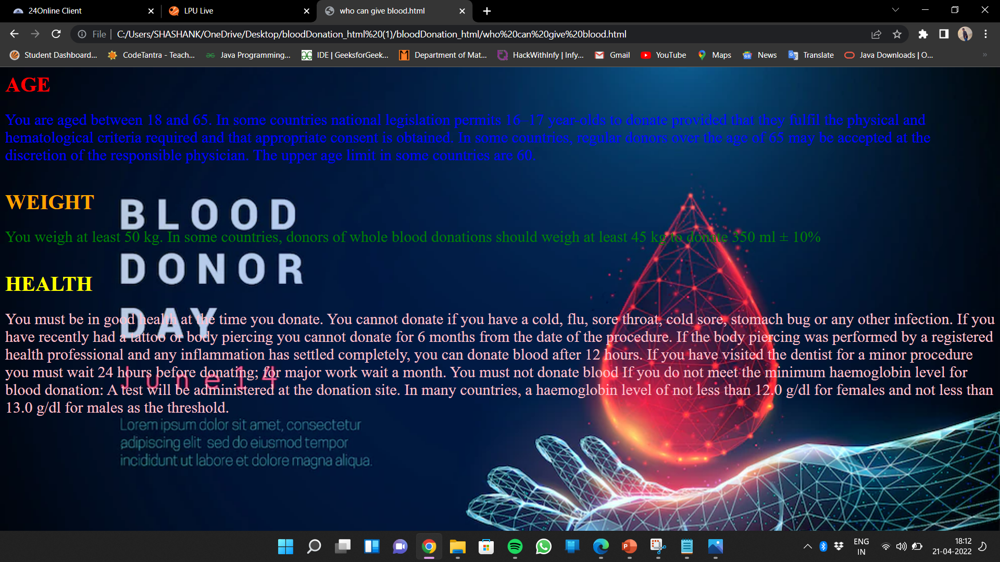 24Online Client
LPU Live
who can give blood.html
File
C:/Users/SHASHANK/OneDrive/Desktop/bloodDonation_html%20(1)/bloodDonation_html/who%20can%20give%20blood.html
Student Dashboard...
CodeTantra - Teach...
Java Programming...
IDE | GeeksforGeek...
Department of Mat...
HackWithInfy | Infy...
Gmail
YouTube
Maps
News
Translate
Java Downloads | O...
AGE
You are aged between 18 and 65. In some countries national legislation permits 16–17 year-olds to donate provided that they fulfil the physical and
hematological criteria required and that appropriate consent is obtained. In some countries, regular donors over the age of 65 may be accepted at the
discretion of the responsible physician. The upper age limit in some countries are 60.
WEIGHT
BLOOD
You weigh at least 50 kg. In some countries, donors of whole blood donations should weigh at least 45 kg to donate 350 ml ± 10%
DONOR
HEALTH
DAY
You must be in good health at the time you donate. You cannot donate if you have a cold, flu, sore throat, cold sore, stomach bug or any other infection. If you
have recently had a tattoo or body piercing you cannot donate for 6 months from the date of the procedure. If the body piercing was performed by a registered
health professional and any inflammation has settled completely, you can donate blood after 12 hours. If you have visited the dentist for a minor procedure
you must wait 24 hours before donating; for major work wait a month. You must not donate blood If you do not meet the minimum haemoglobin level for
June 14
blood donation: A test will be administered at the donation site. In many countries, a haemoglobin level of not less than 12.0 g/dl for females and not less than
13.0 g/dl for males as the threshold.
Lorem ipsum dolor sit amet, consectetur
adipiscing elit sed do eiusmod tempor
incididunt ut labore et dolore magna aliqua.
ENG
IN
18:12
21-04-2022